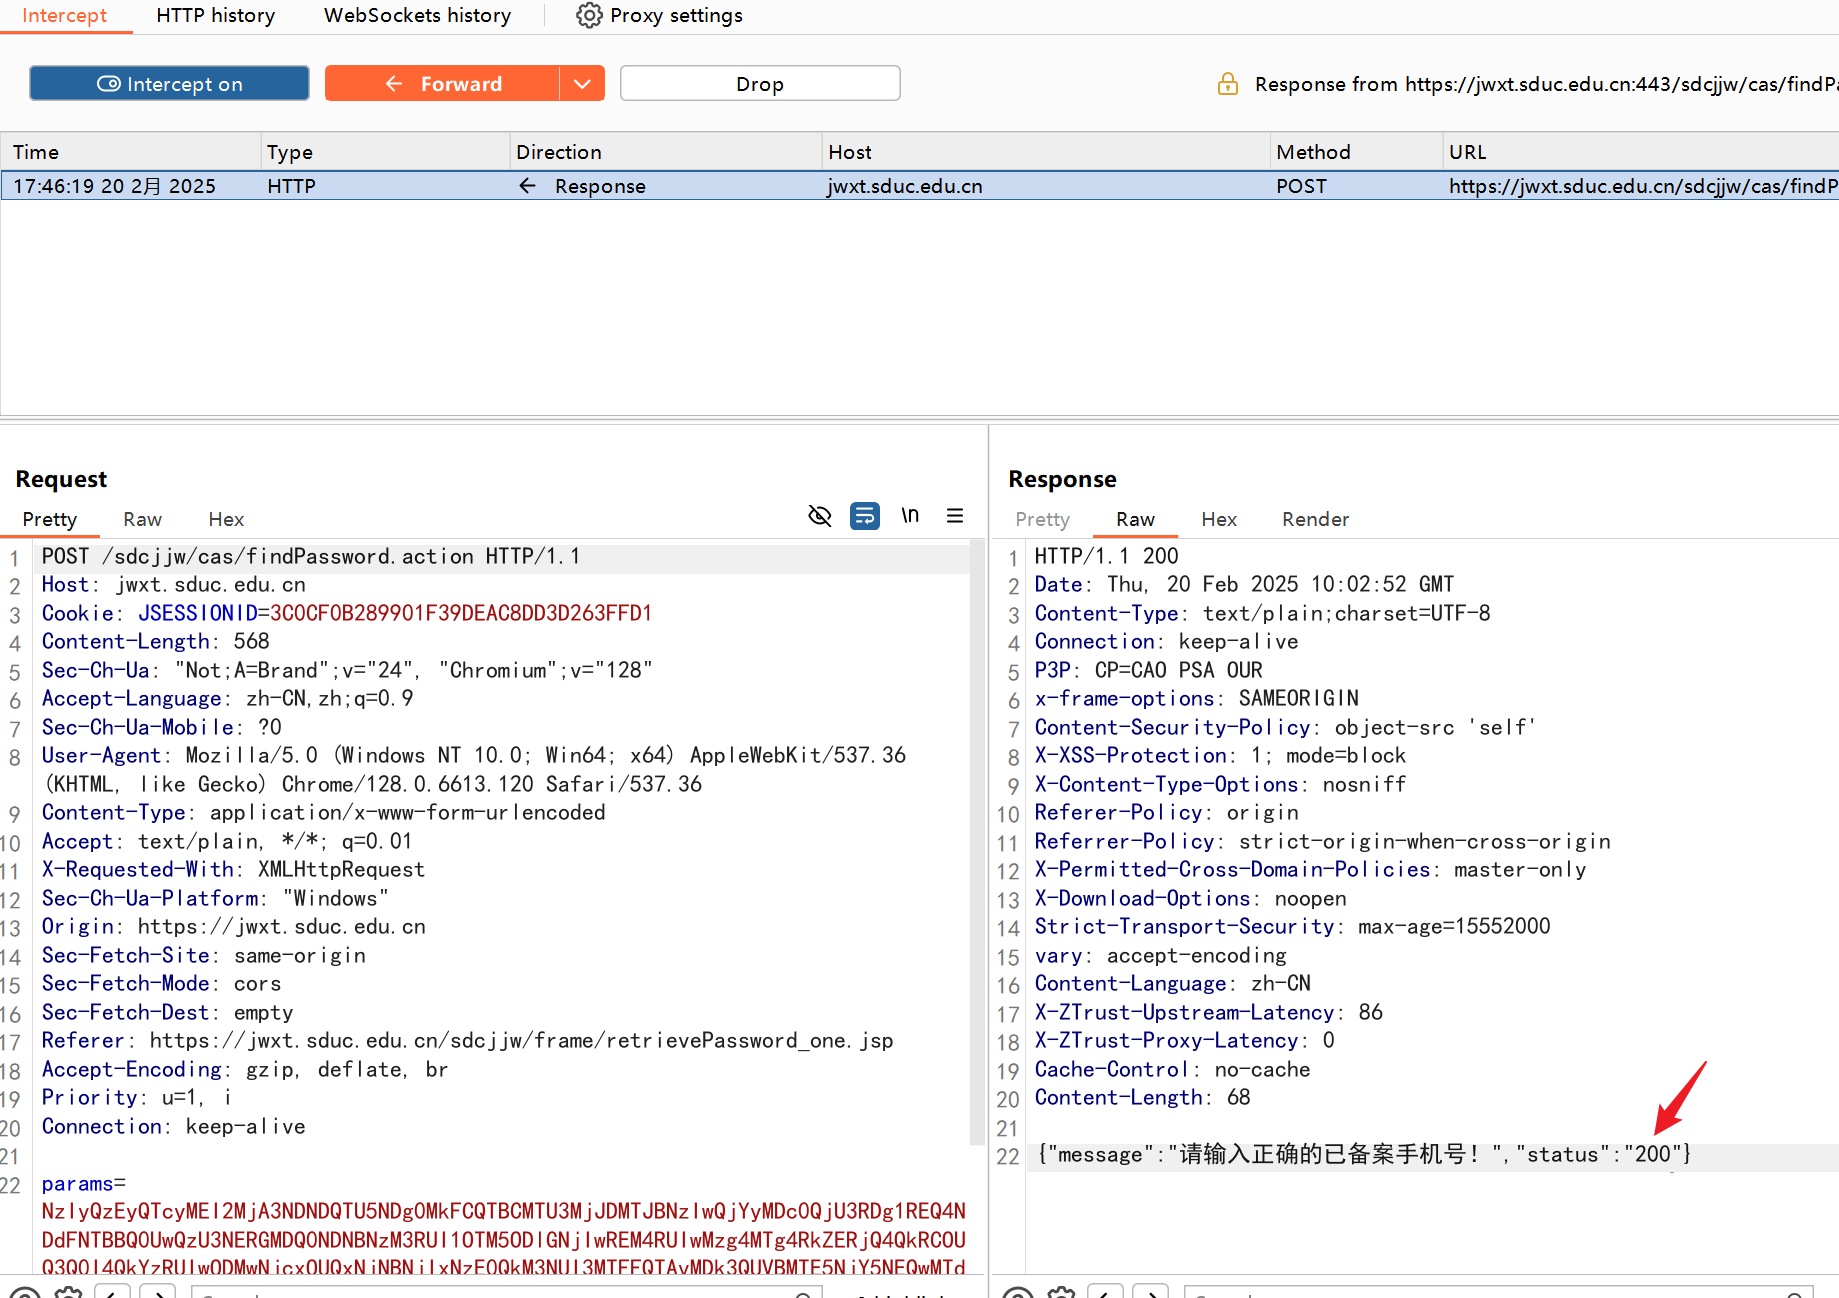 Intercept HTTP history WebSockets history Proxy settings
Intercept on Forward Drop Response from https://jwxt.sduc.edu.cn:443/sdcjjw/cas/findPa
Time Type Direction Host Method URL
17:46:19 20 2月 2025 HTTP Response jwxt.sduc.edu.cn POST https://jwxt.sduc.edu.cn/sdcjjw/cas/findP
Request
Pretty Raw Hex \n
1 POST /sdcjjw/cas/findPassword.action HTTP/1.1
2 Host: jwxt.sduc.edu.cn
3 Cookie: JSESSIONID=3C0CF0B289901F39DEAC8DD3D263FFD1
4 Content-Length: 568
5 Sec-Ch-Ua: "Not;A=Brand";v="24", "Chromium";v="128"
6 Accept-Language: zh-CN,zh;q=0.9
7 Sec-Ch-Ua-Mobile: ?0
8 User-Agent: Mozilla/5.0 (Windows NT 10.0; Win64; x64) AppleWebKit/537.36
(KHTML, like Gecko) Chrome/128.0.6613.120 Safari/537.36
9 Content-Type: application/x-www-form-urlencoded
10 Accept: text/plain, */*; q=0.01
11 X-Requested-With: XMLHttpRequest
12 Sec-Ch-Ua-Platform: "Windows"
13 Origin: https://jwxt.sduc.edu.cn
14 Sec-Fetch-Site: same-origin
15 Sec-Fetch-Mode: cors
16 Sec-Fetch-Dest: empty
17 Referer: https://jwxt.sduc.edu.cn/sdcjjw/frame/retrievePassword_one.jsp
18 Accept-Encoding: gzip, deflate, br
19 Priority: u=1, i
20 Connection: keep-alive
21
22 params=
Response
Pretty Raw Hex Render
1 HTTP/1.1 200
2 Date: Thu, 20 Feb 2025 10:02:52 GMT
3 Content-Type: text/plain;charset=UTF-8
4 Connection: keep-alive
5 P3P: CP=CAO PSA OUR
6 x-frame-options: SAMEORIGIN
7 Content-Security-Policy: object-src 'self'
8 X-XSS-Protection: 1; mode=block
9 X-Content-Type-Options: nosniff
10 Referer-Policy: origin
11 Referrer-Policy: strict-origin-when-cross-origin
12 X-Permitted-Cross-Domain-Policies: master-only
13 X-Download-Options: noopen
14 Strict-Transport-Security: max-age=15552000
15 vary: accept-encoding
16 Content-Language: zh-CN
17 X-ZTrust-Upstream-Latency: 86
18 X-ZTrust-Proxy-Latency: 0
19 Cache-Control: no-cache
20 Content-Length: 68
21
22 {"message":"请输入正确的已备案手机号！","status":"200"}